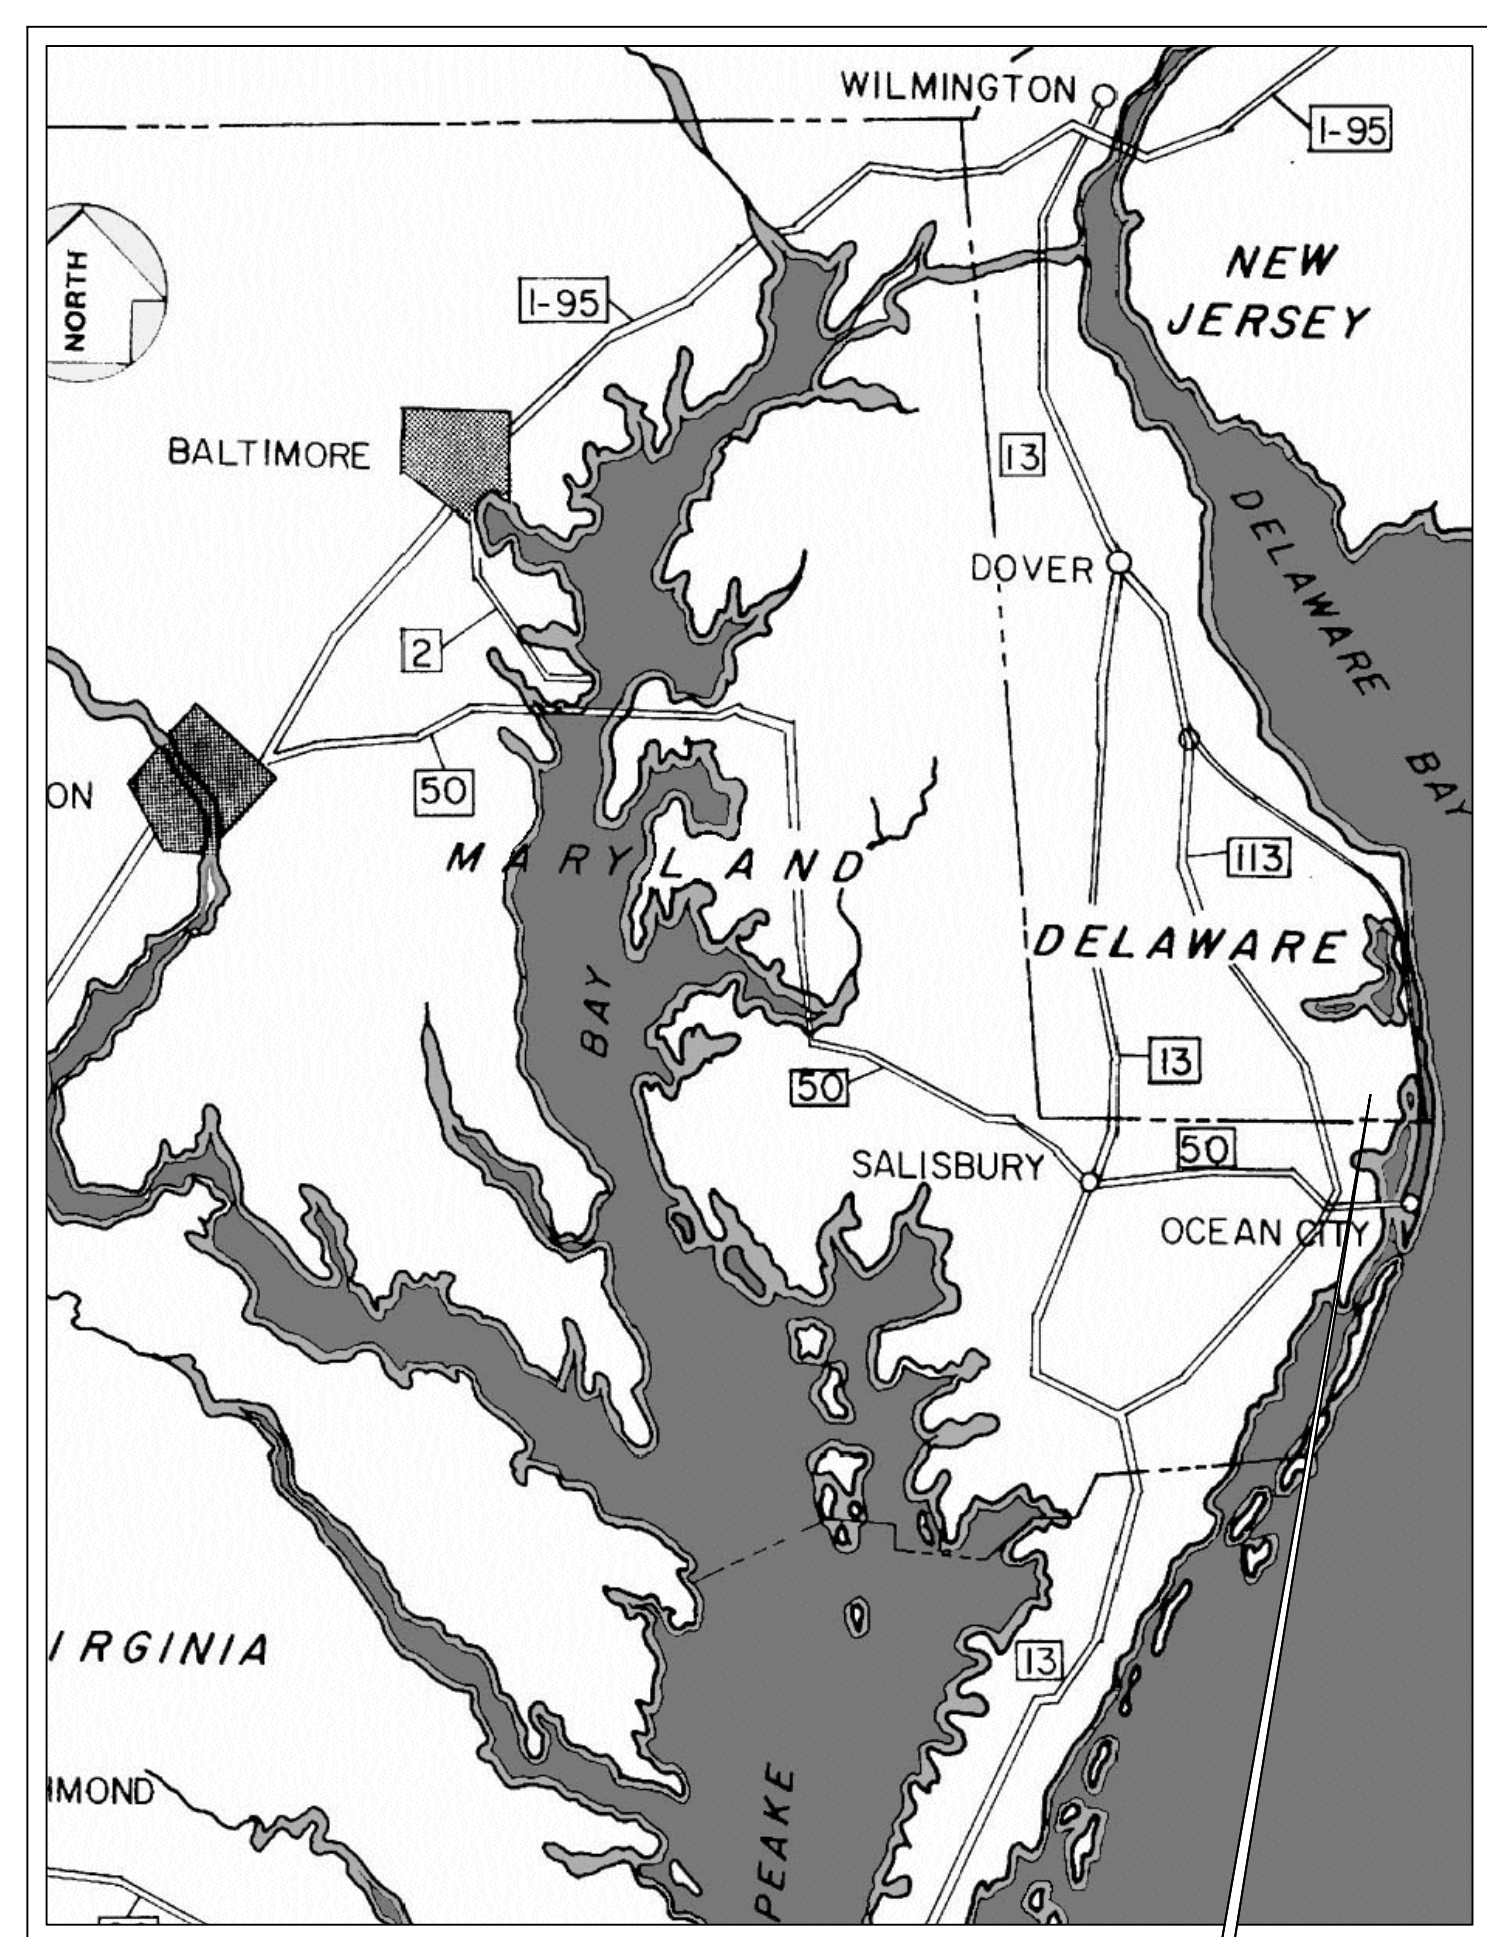 WILMINGTON
I-95
NORTH
NEW
JERSEY
I-95
BALTIMORE
13
DELAWARE
BAY
DOVER
2
ON
50
MARYLAND
113
DELAWARE
BAY
13
50
50
SALISBURY
OCEAN CITY
IRGINIA
13
MOND
PEAKE